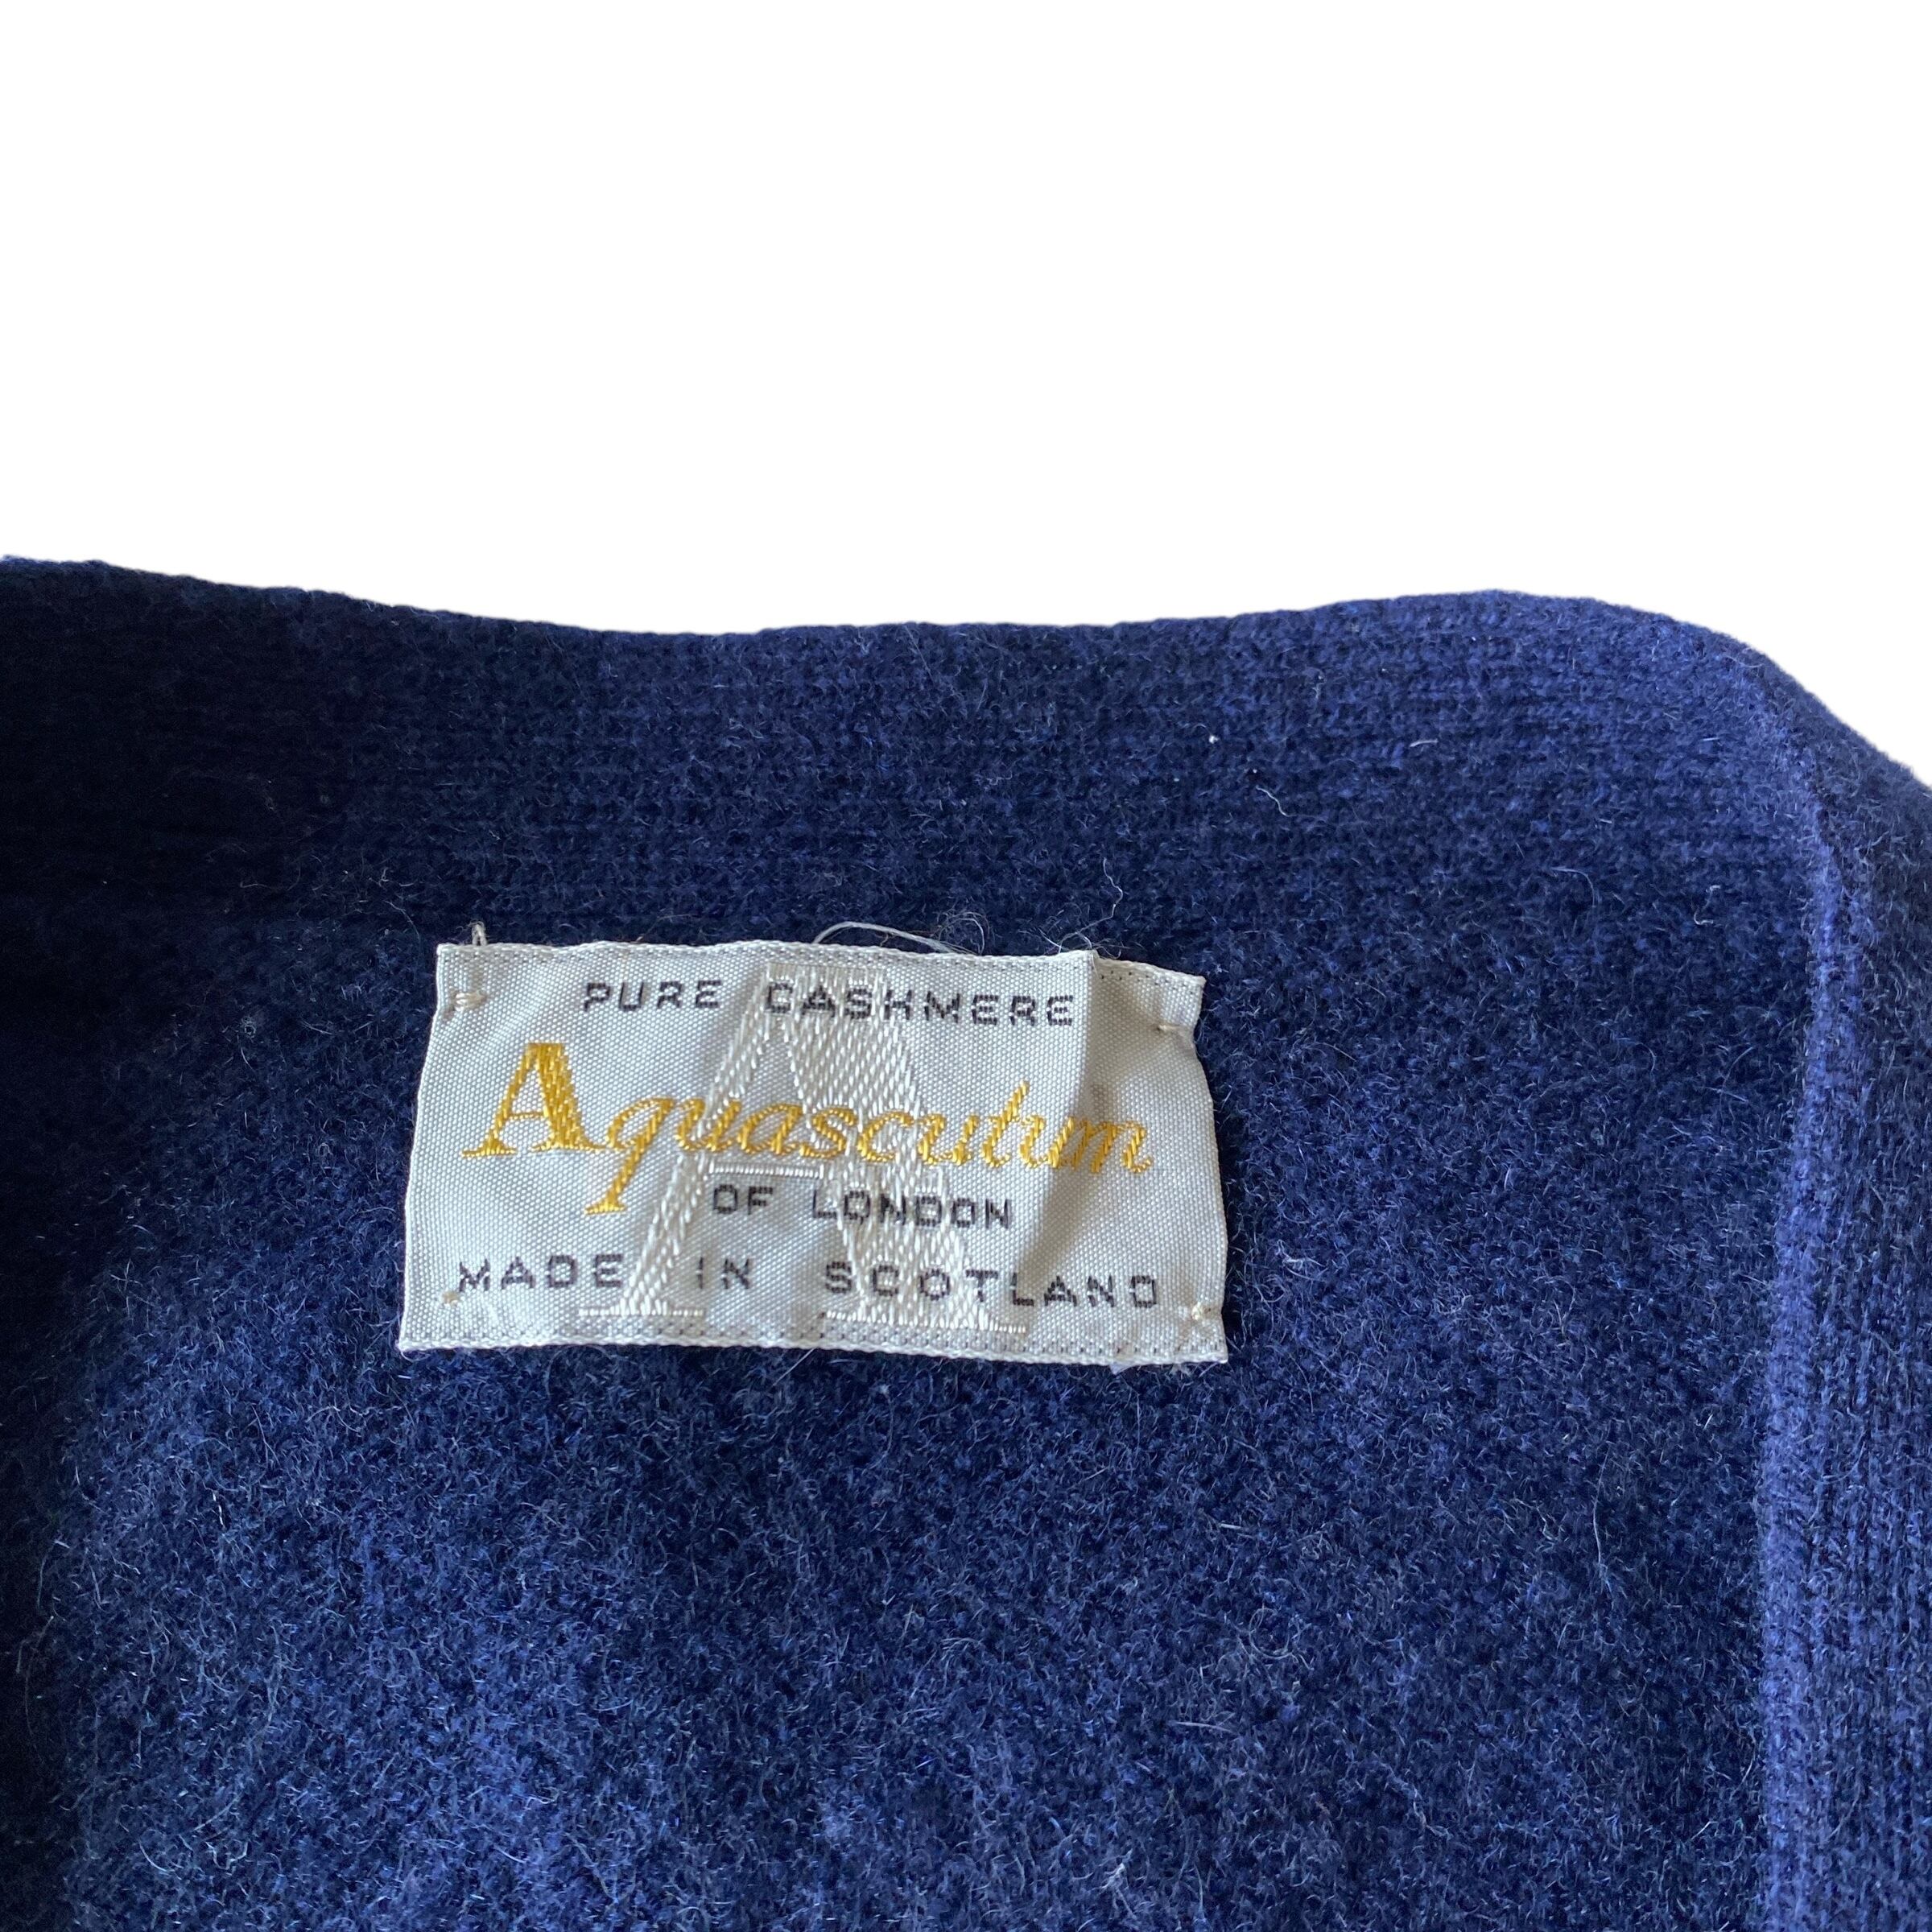 PURE CASHMERE
Aquascutum
OF LONDON
MADE IN SCOTLAND